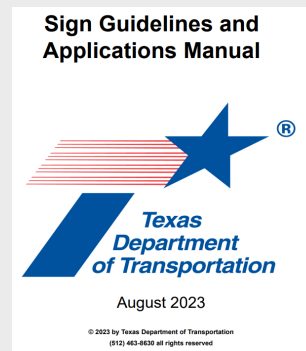 Sign Guidelines and
Applications Manual
®
Texas
Department
of Transportation
August 2023
© 2023 by Texas Department of Transportation
(512) 463-8630 all rights reserved